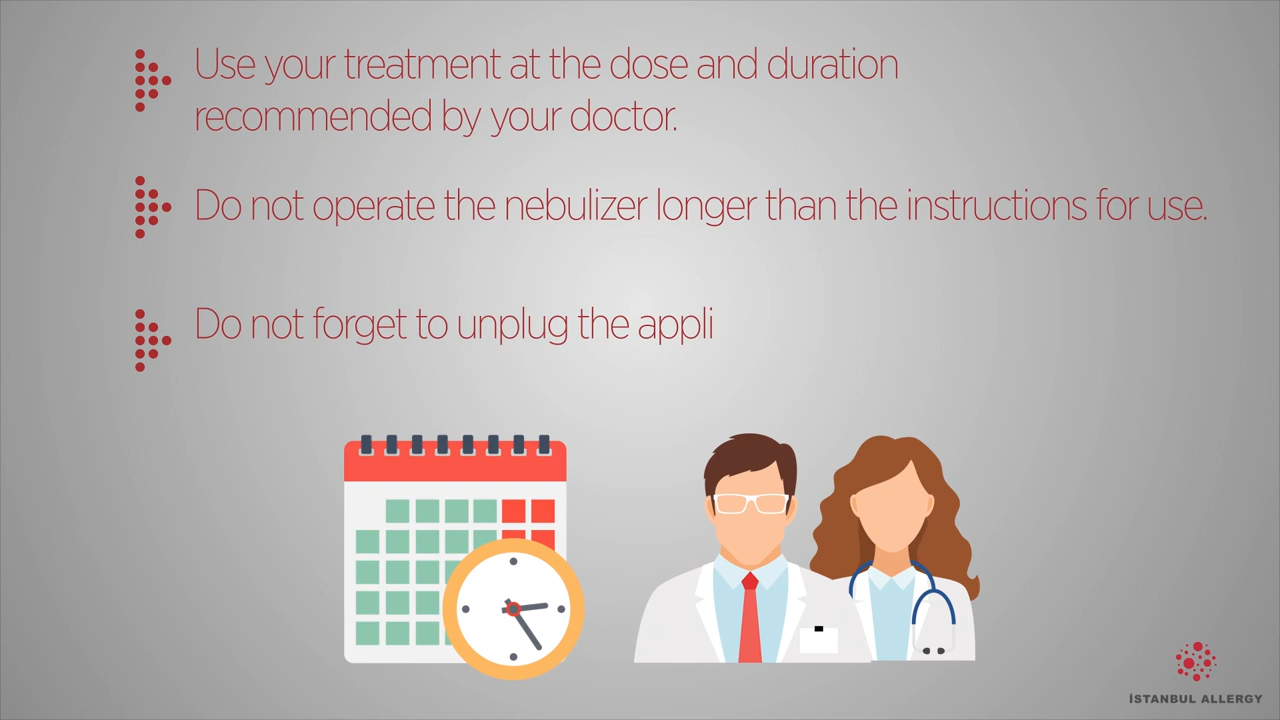 Use your treatment at the dose and duration
recommended by your doctor.
Do not operate the nebulizer longer than the instructions for use.
Do not forget to unplug the appli
İSTANBUL ALLERGY